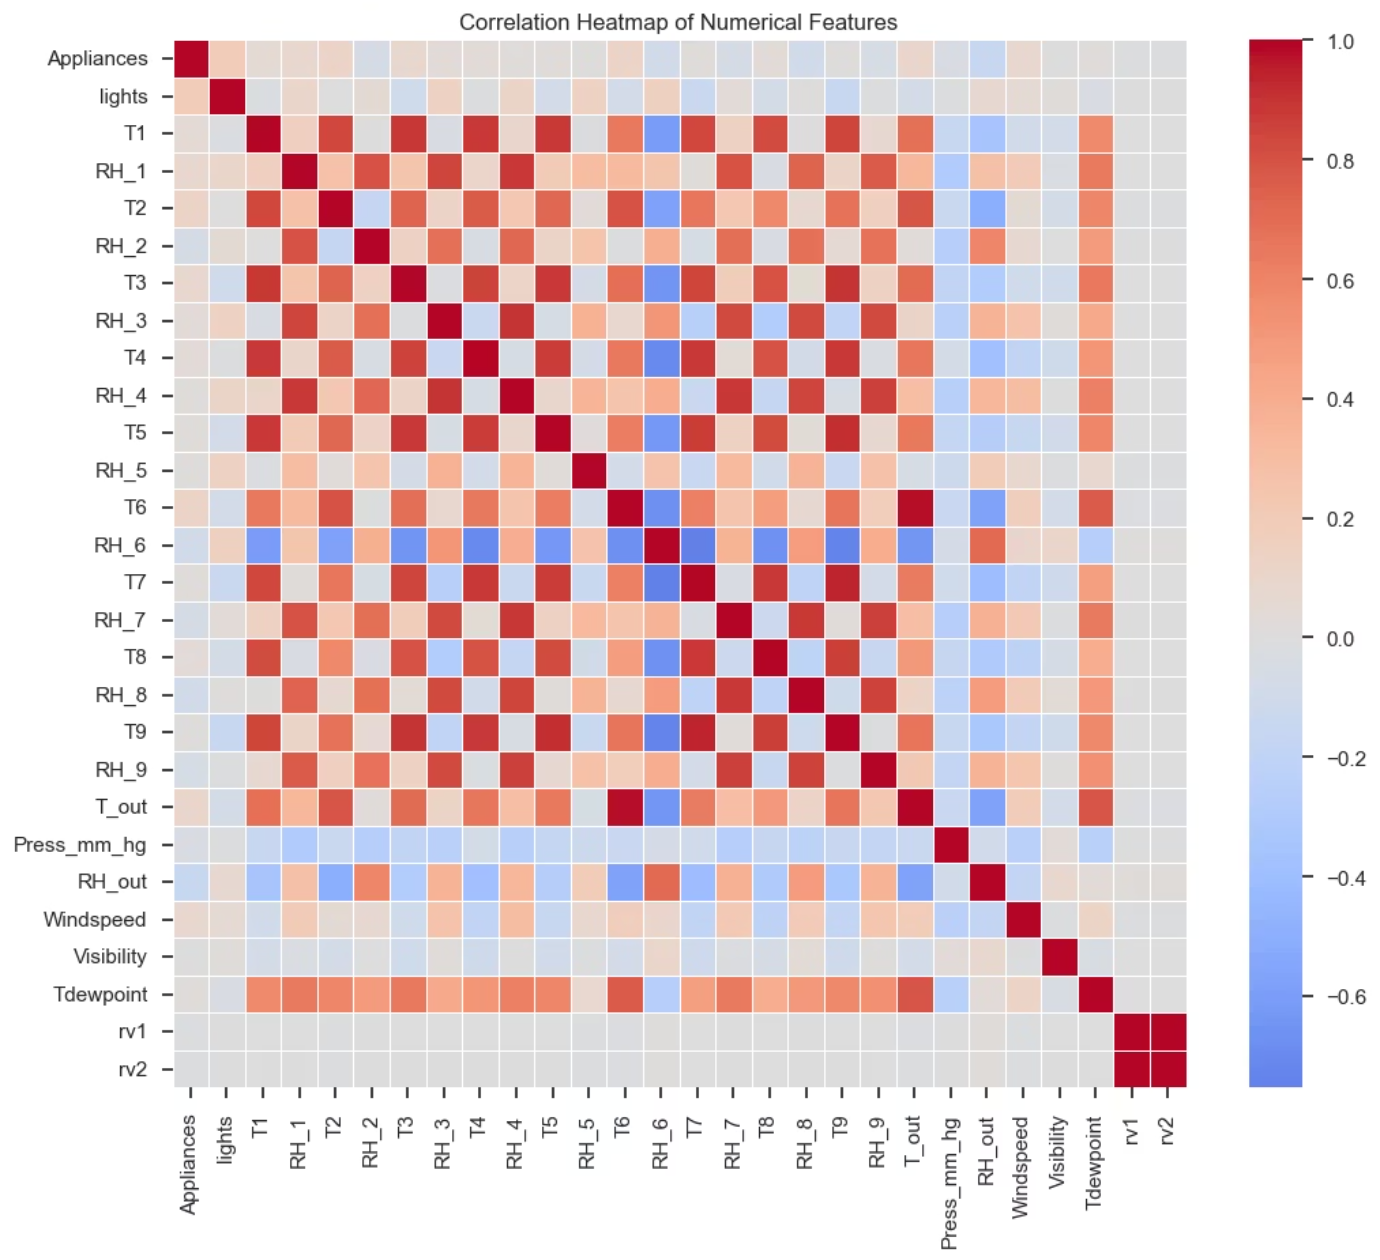 Correlation Heatmap of Numerical Features
Appliances
lights
T1
RH_1
T2
RH_2
T3
RH_3
T4
RH_4
T5
RH_5
T6
RH_6
T7
RH_7
T8
RH_8
T9
RH_9
T_out
Press_mm_hg
RH_out
Windspeed
Visibility
Tdewpoint
rv1
rv2
Appliances
lights
T1
RH_1
T2
RH_2
T3
RH_3
T4
RH_4
T5
RH_5
T6
RH_6
T7
RH_7
T8
RH_8
T9
RH_9
T_out
Press_mm_hg
RH_out
Windspeed
Visibility
Tdewpoint
rv1
rv2
1.0
0.8
0.6
0.4
0.2
0.0
−0.2
−0.4
−0.6